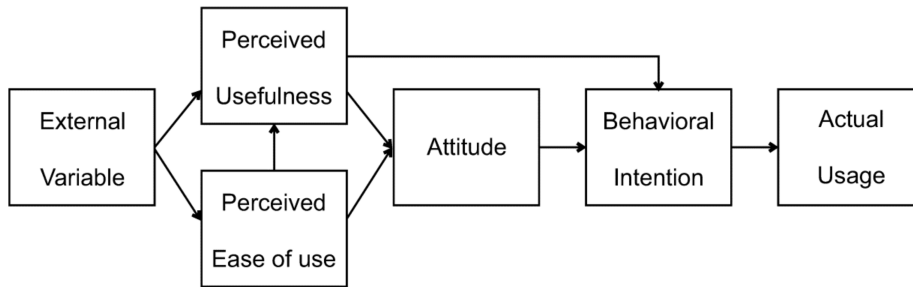 Perceived
Usefulness
External
Variable
Perceived
Ease of use
Attitude
Behavioral
Intention
Actual
Usage